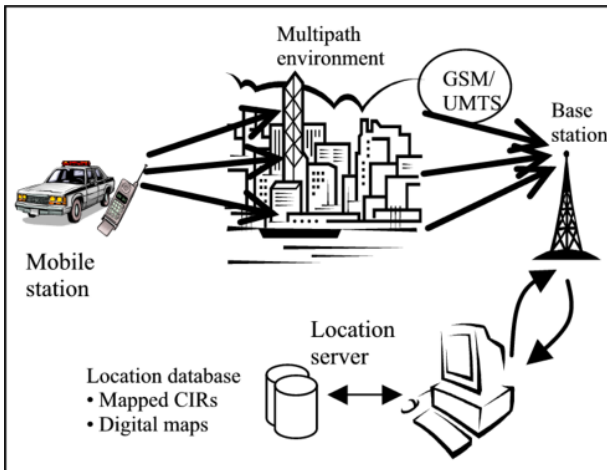 Multipath
environment
GSM/
UMTS
Base
station
Mobile
station
Location
server
Location database
• Mapped CIRs
• Digital maps